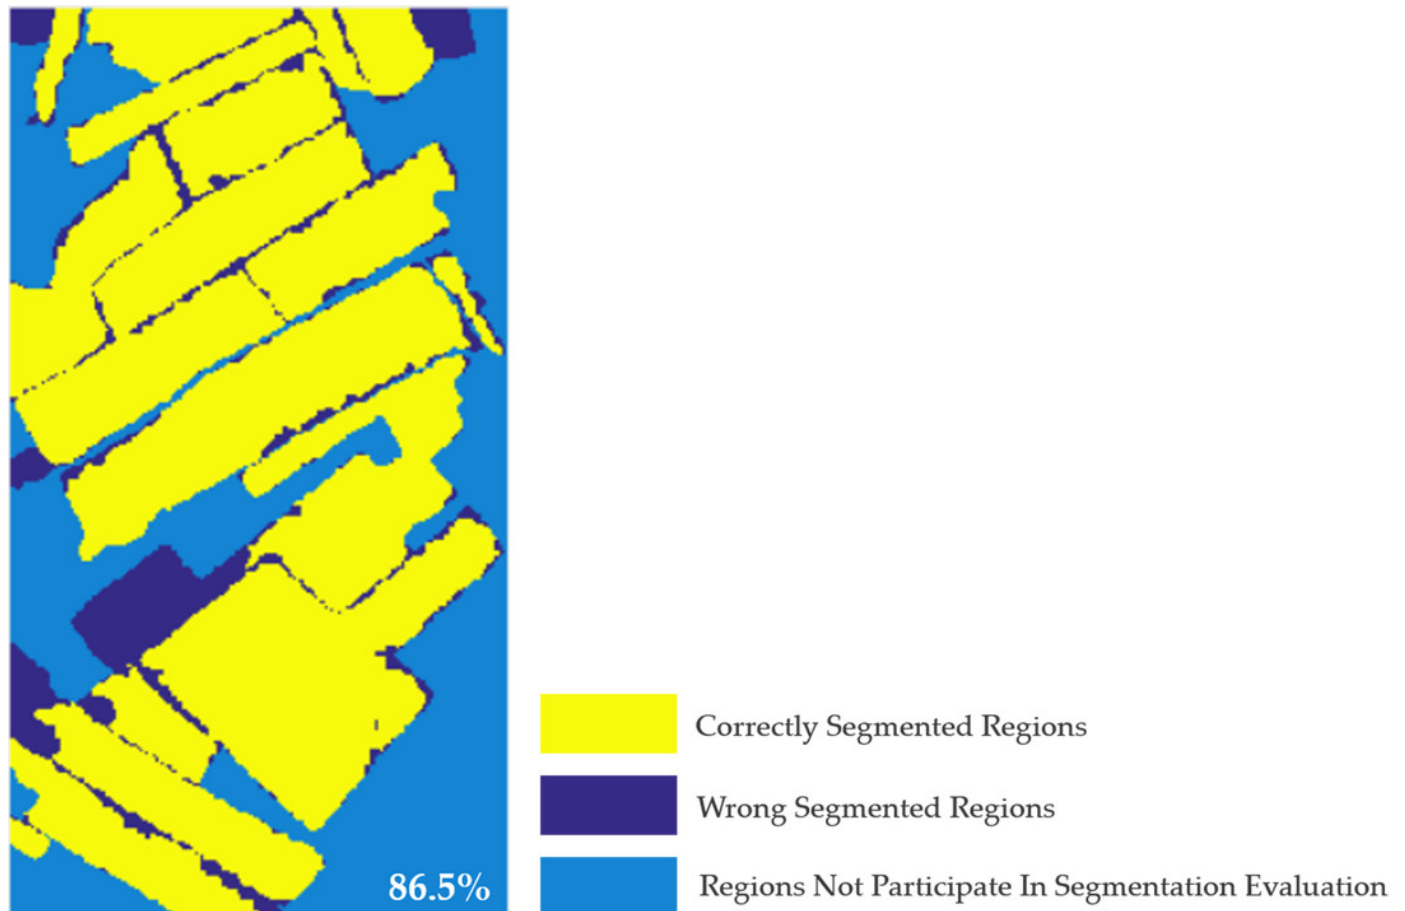 Correctly Segmented Regions
Wrong Segmented Regions
86.5%
Regions Not Participate In Segmentation Evaluation